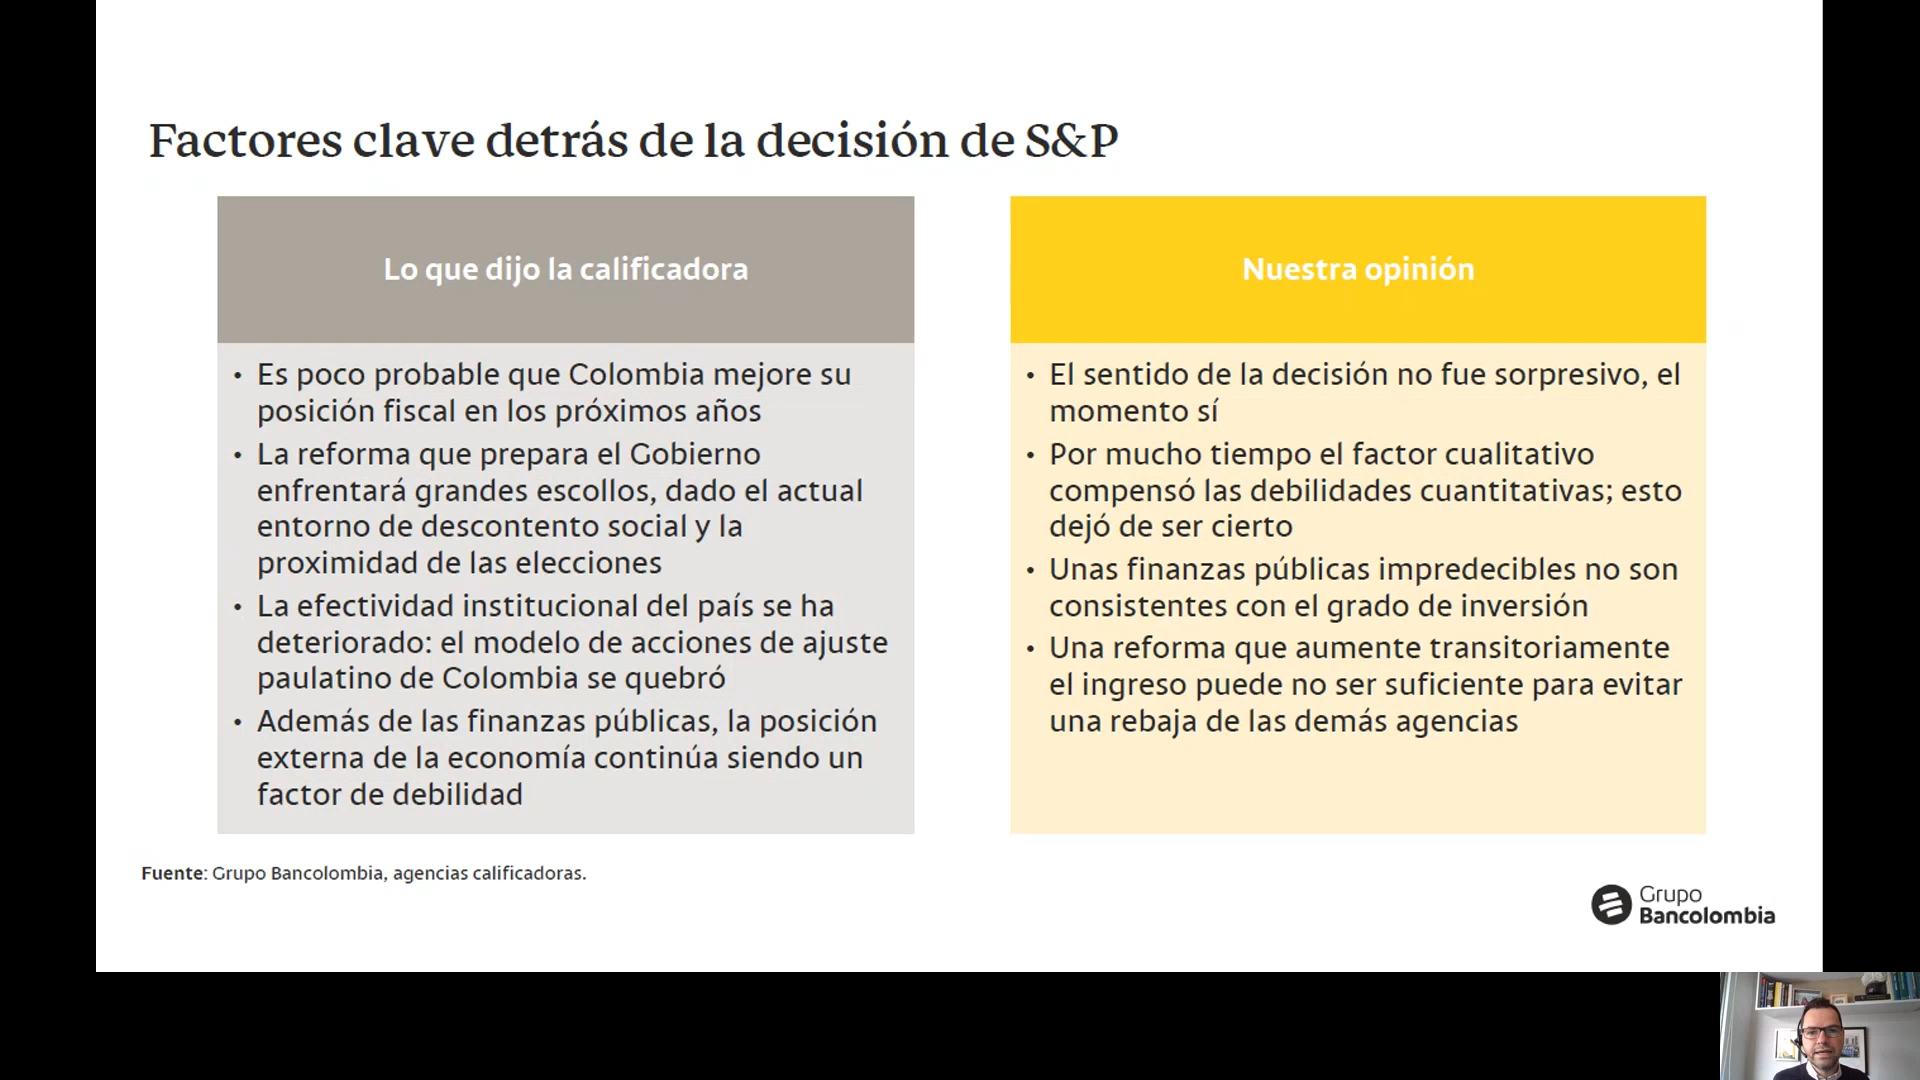 Factores clave detrás de la decisión de S&P
Lo que dijo la calificadora
• Es poco probable que Colombia mejore su
posición fiscal en los próximos años
• La reforma que prepara el Gobierno
enfrentará grandes escollos, dado el actual
entorno de descontento social y la
proximidad de las elecciones
• La efectividad institucional del país se ha
deteriorado: el modelo de acciones de ajuste
paulatino de Colombia se quebró
• Además de las finanzas públicas, la posición
externa de la economía continúa siendo un
factor de debilidad
Nuestra opinión
• El sentido de la decisión no fue sorpresivo, el
momento sí
• Por mucho tiempo el factor cualitativo
compensó las debilidades cuantitativas; esto
dejó de ser cierto
• Unas finanzas públicas impredecibles no son
consistentes con el grado de inversión
• Una reforma que aumente transitoriamente
el ingreso puede no ser suficiente para evitar
una rebaja de las demás agencias
Fuente: Grupo Bancolombia, agencias calificadoras.
Grupo
Bancolombia